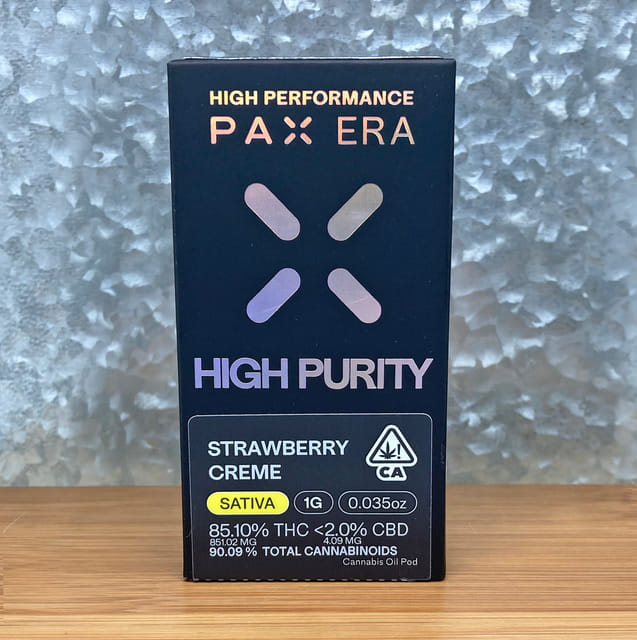 HIGH PERFORMANCE
PAX ERA
HIGH PURITY
STRAWBERRY
CREME
CA
SATIVA 1G 0.035oz
85.10% THC <2.0% CBD
851.02 MG 4.09 MG
90.09 % TOTAL CANNABINOIDS
Cannabis Oil Pod